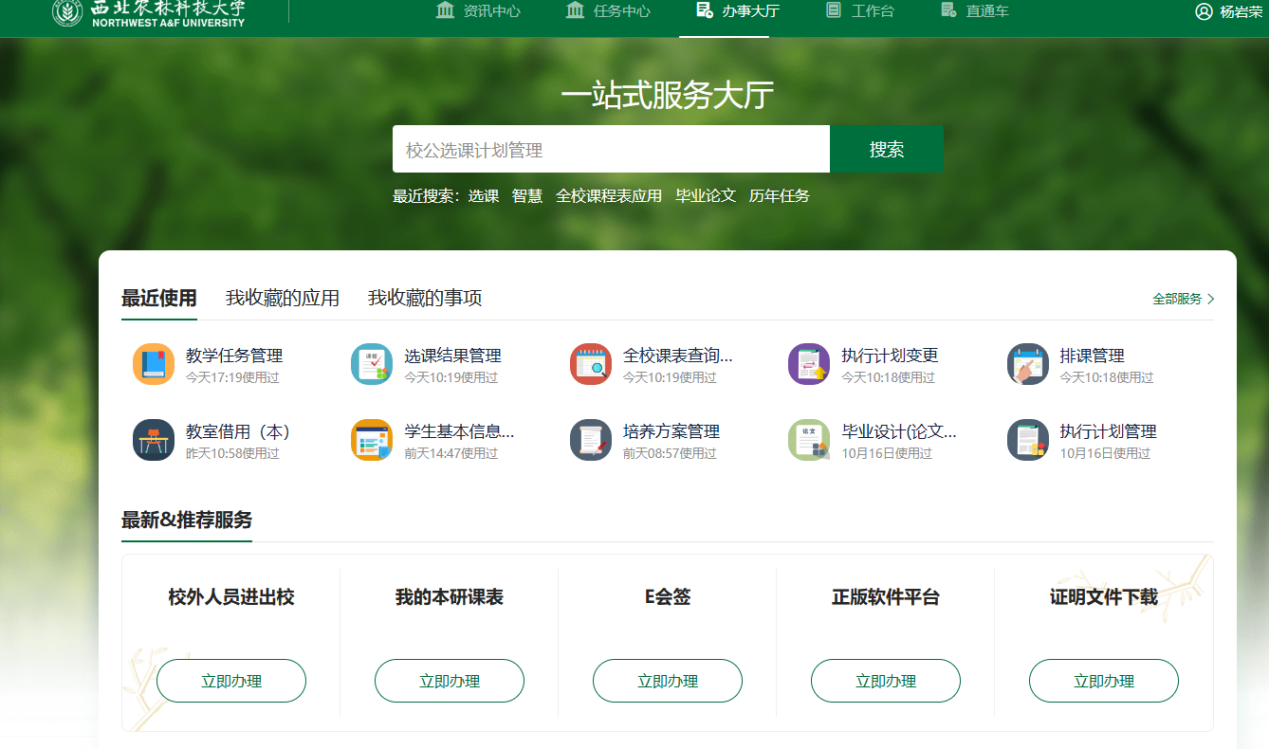 西北农林科技大学
NORTHWEST A&F UNIVERSITY
资讯中心 任务中心 办事大厅 工作台 直通车 杨岩荣
一站式服务大厅
校公选课计划管理 搜索
最近搜索：选课 智慧 全校课程表应用 毕业论文 历年任务
最近使用 我收藏的应用 我收藏的事项 全部服务
教学任务管理 选课结果管理 全校课表查询... 执行计划变更 排课管理
今天17:19使用过 今天10:19使用过 今天10:19使用过 今天10:18使用过 今天10:18使用过
教室借用（本） 学生基本信息... 培养方案管理 毕业设计(论文... 执行计划管理
昨天10:58使用过 前天14:47使用过 前天08:57使用过 10月16日使用过 10月16日使用过
最新&推荐服务
校外人员进出校 我的本研课表 E会签 正版软件平台 证明文件下载
立即办理 立即办理 立即办理 立即办理 立即办理